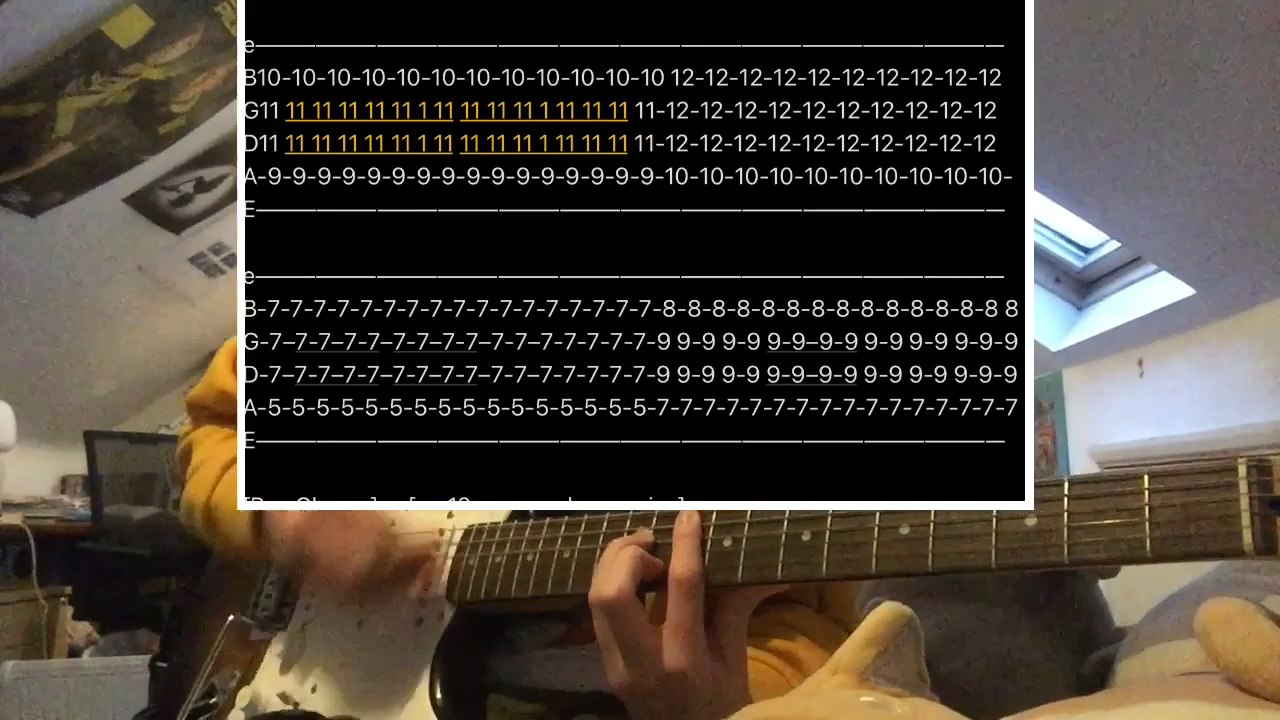 e————————————————————————
B10-10-10-10-10-10-10-10-10-10-10-10 12-12-12-12-12-12-12-12-12-12
G11 11 11 11 11 11 1 11 11 11 11 1 11 11 11 11-12-12-12-12-12-12-12-12-12-12
D11 11 11 11 11 11 1 11 11 11 11 1 11 11 11 11-12-12-12-12-12-12-12-12-12-12
A-9-9-9-9-9-9-9-9-9-9-9-9-9-9-9-9-10-10-10-10-10-10-10-10-10-10-
E————————————————————————
e————————————————————————
B-7-7-7-7-7-7-7-7-7-7-7-7-7-7-7-7-7-8-8-8-8-8-8-8-8-8-8-8-8-8-8 8
G-7–7-7–7-7-7-7–7-7–7-7–7-7-7-7-7-9 9-9 9-9 9-9–9-9 9-9 9-9 9-9-9
D-7–7-7–7-7-7-7–7-7–7-7–7-7-7-7-7-9 9-9 9-9 9-9–9-9 9-9 9-9 9-9-9
A-5-5-5-5-5-5-5-5-5-5-5-5-5-5-5-5-7-7-7-7-7-7-7-7-7-7-7-7-7-7-7-7
E————————————————————————